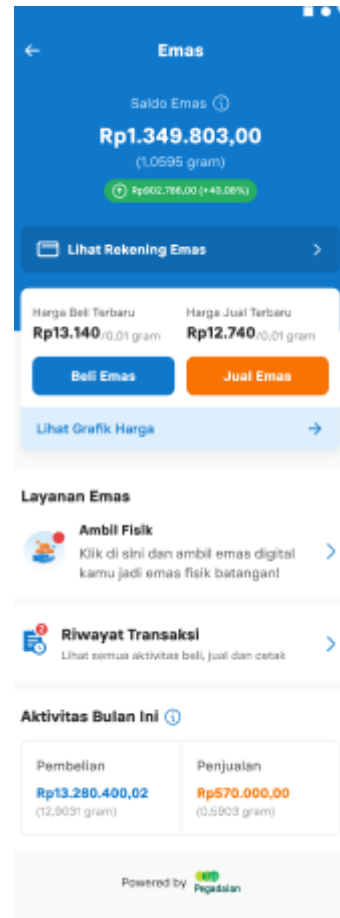 Emas
Saldo Emas
Rp1.349.803,00
(1,0595 gram)
Rp902.786,00 (+40,08%)
Lihat Rekening Emas
Harga Beli Terbaru
Harga Jual Terbaru
Rp13.140/0,01 gram
Rp12.740/0,01 gram
Beli Emas
Jual Emas
Lihat Grafik Harga
Layanan Emas
Ambil Fisik
Klik di sini dan ambil emas digital
kamu jadi emas fisik batangan!
2
Riwayat Transaksi
Lihat semua aktivitas beli, jual dan cetak
Aktivitas Bulan Ini
Pembelian
Penjualan
Rp13.280.400,02
Rp570.000,00
(12,9031 gram)
(0,5903 gram)
Powered by Pegadaian